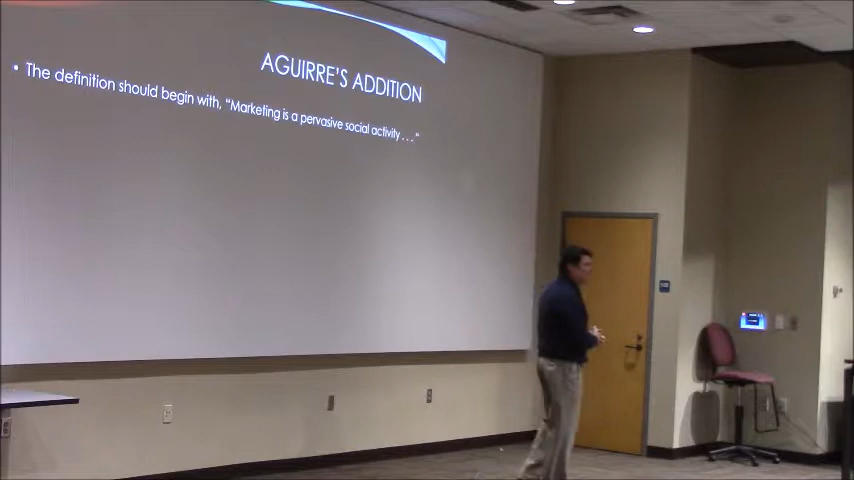 AGUIRRE'S ADDITION
• The definition should begin with, "Marketing is a pervasive social activity . . . "